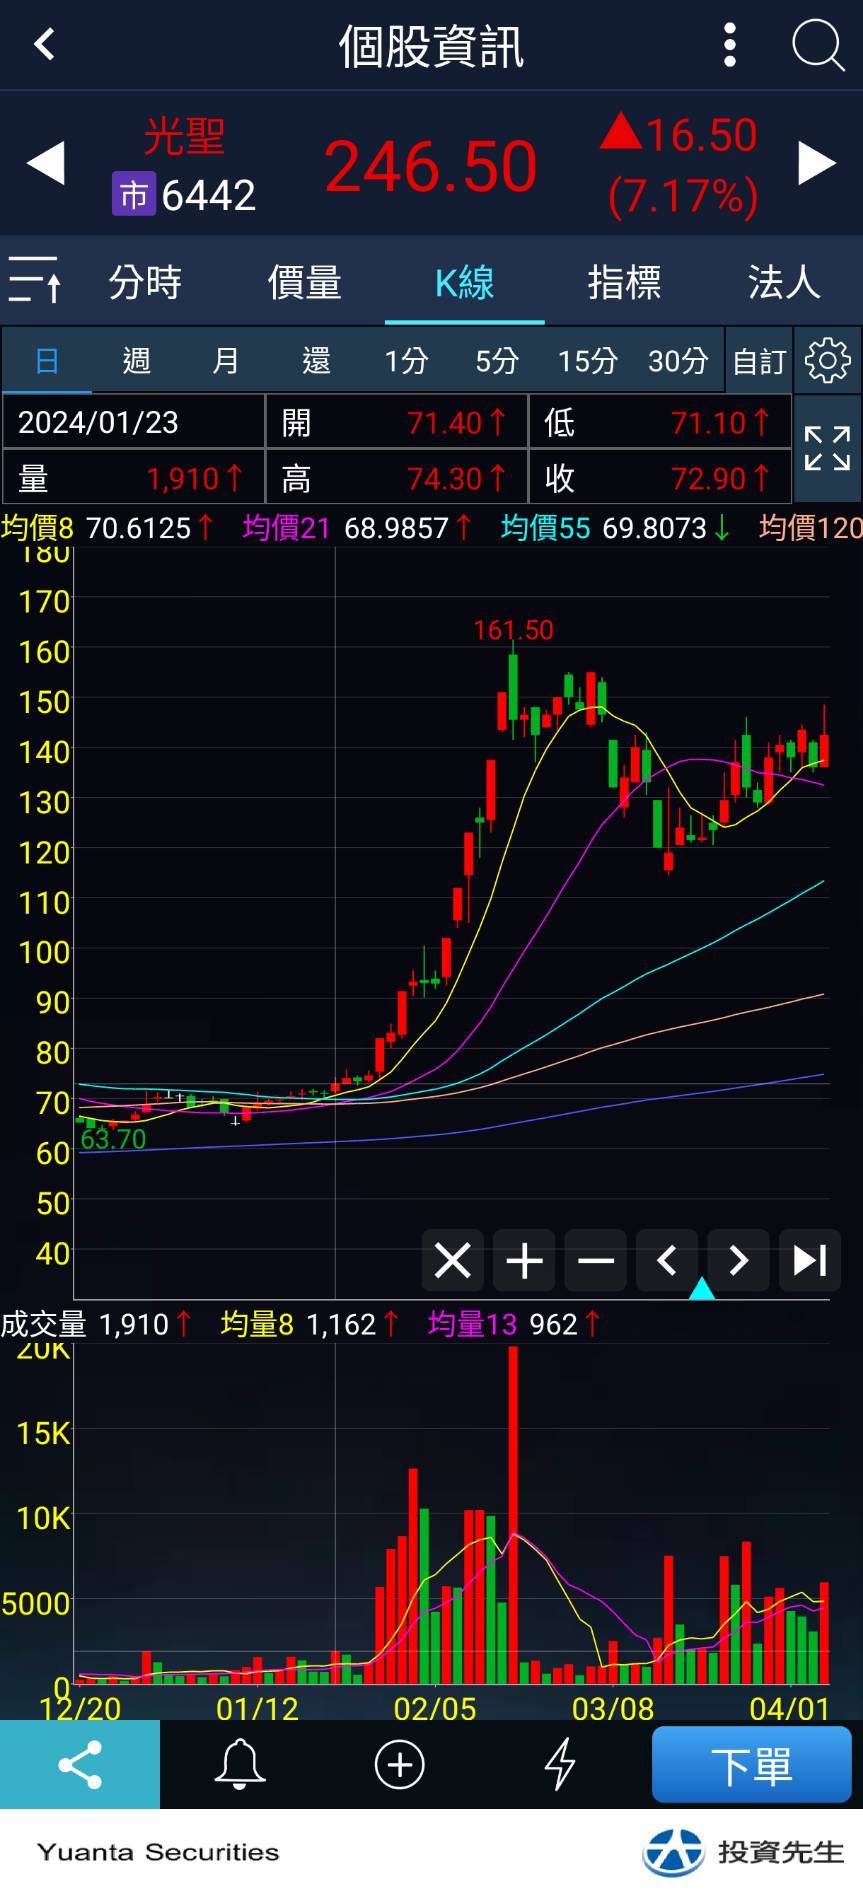 個股資訊
光聖
市 6442
246.50
▲16.50
(7.17%)
分時 價量 K線 指標 法人
日 週 月 還 1分 5分 15分 30分 自訂
2024/01/23 開 71.40↑ 低 71.10↑
量 1,910↑ 高 74.30↑ 收 72.90↑
均價8 70.6125↑ 均價21 68.9857↑ 均價55 69.8073↓ 均價120
180
170
161.50
160
150
140
130
120
110
100
90
80
70
63.70
60
50
40
成交量 1,910↑ 均量8 1,162↑ 均量13 962↑
20K
15K
10K
5000
0
12/20 01/12 02/05 03/08 04/01
下單
Yuanta Securities 投資先生